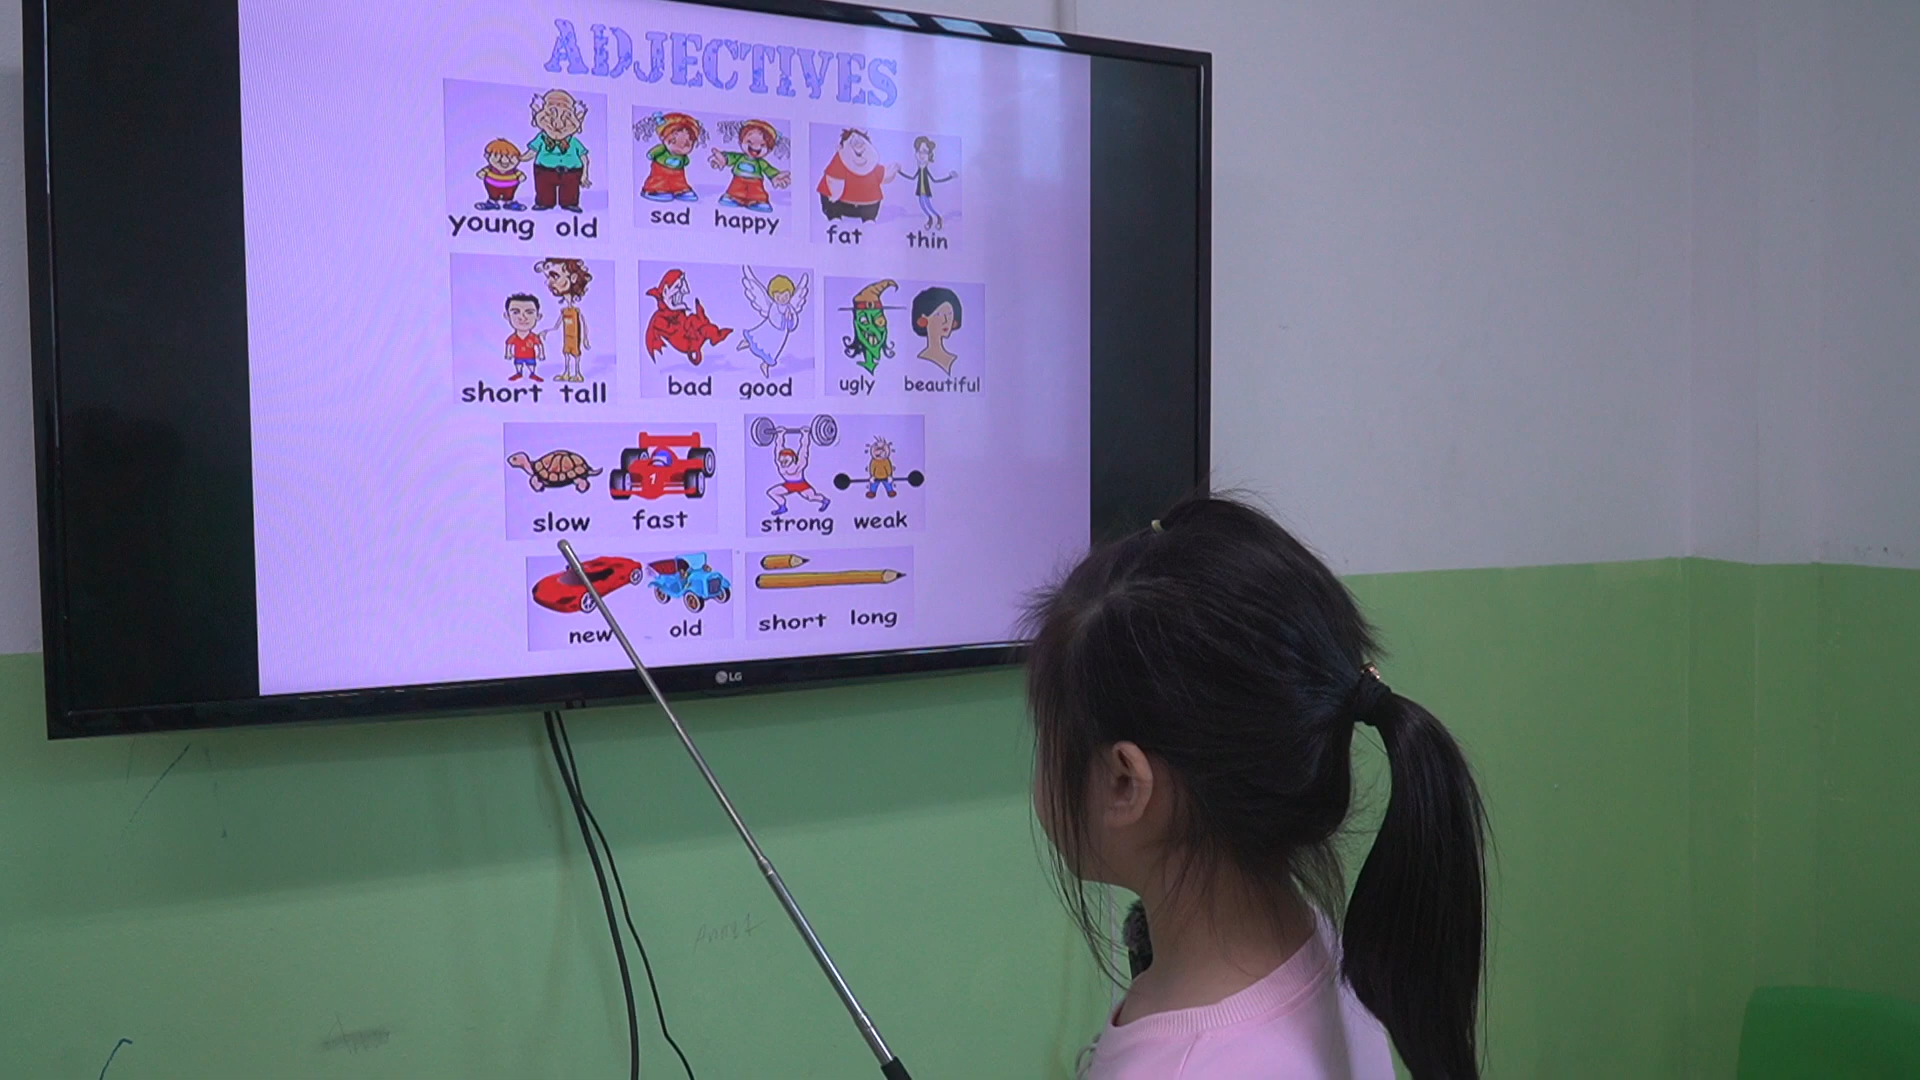 ADJECTIVES
young old
sad happy
fat thin
short tall
bad good
ugly beautiful
slow fast
1
strong weak
new old
short long
LG